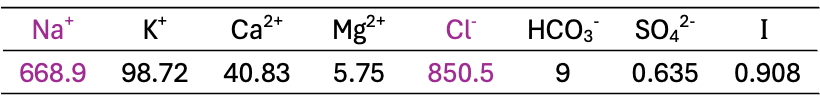 Na⁺ K⁺ Ca²⁺ Mg²⁺ Cl⁻ HCO₃⁻ SO₄²⁻ I
668.9 98.72 40.83 5.75 850.5 9 0.635 0.908